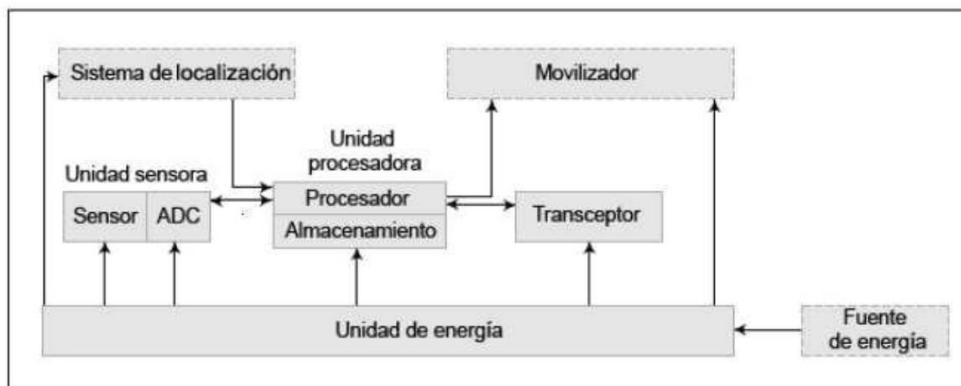 Sistema de localización
Movilizador
Unidad
procesadora
Unidad sensora
Sensor
ADC
Procesador
Almacenamiento
Transceptor
Unidad de energía
Fuente
de energía